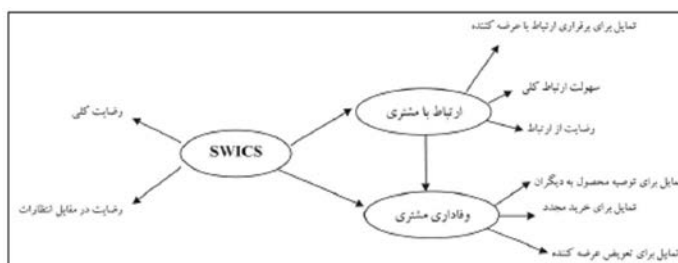 تمایل برای برقراری ارتباط با عرضه کننده
سهولت ارتباط کلی
ارتباط با مشتری
رضایت کلی
رضایت از ارتباط
SWICS
تمایل برای توصیه محصول به دیگران
رضایت در مقابل انتظارات
وفاداری مشتری
تمایل برای خرید مجدد
تمایل برای تعویض عرضه کننده